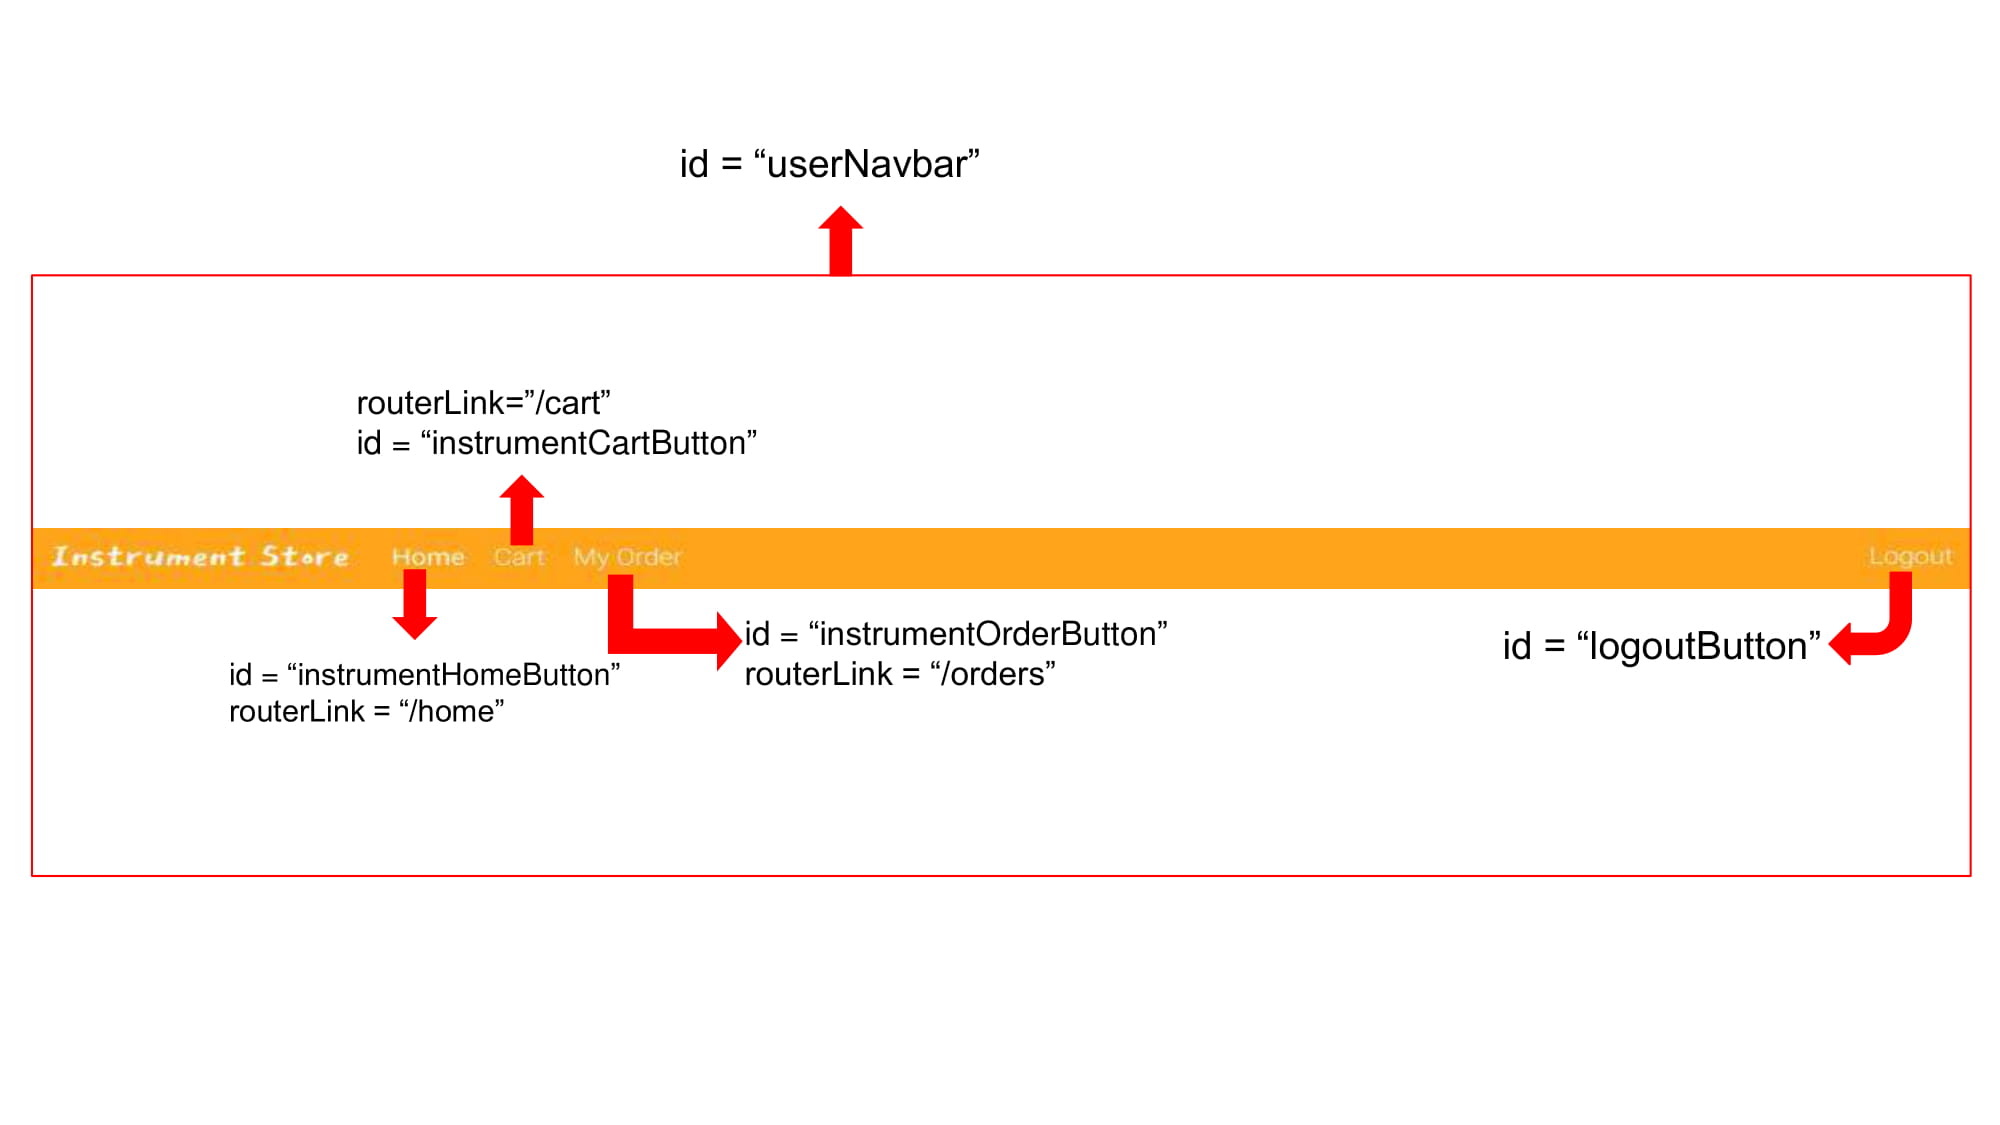 id = “userNavbar”
routerLink=”/cart”
id = “instrumentCartButton”
Instrument Store Home Cart My Order Logout
id = “instrumentOrderButton”
routerLink = “/orders”
id = “logoutButton”
id = “instrumentHomeButton”
routerLink = “/home”